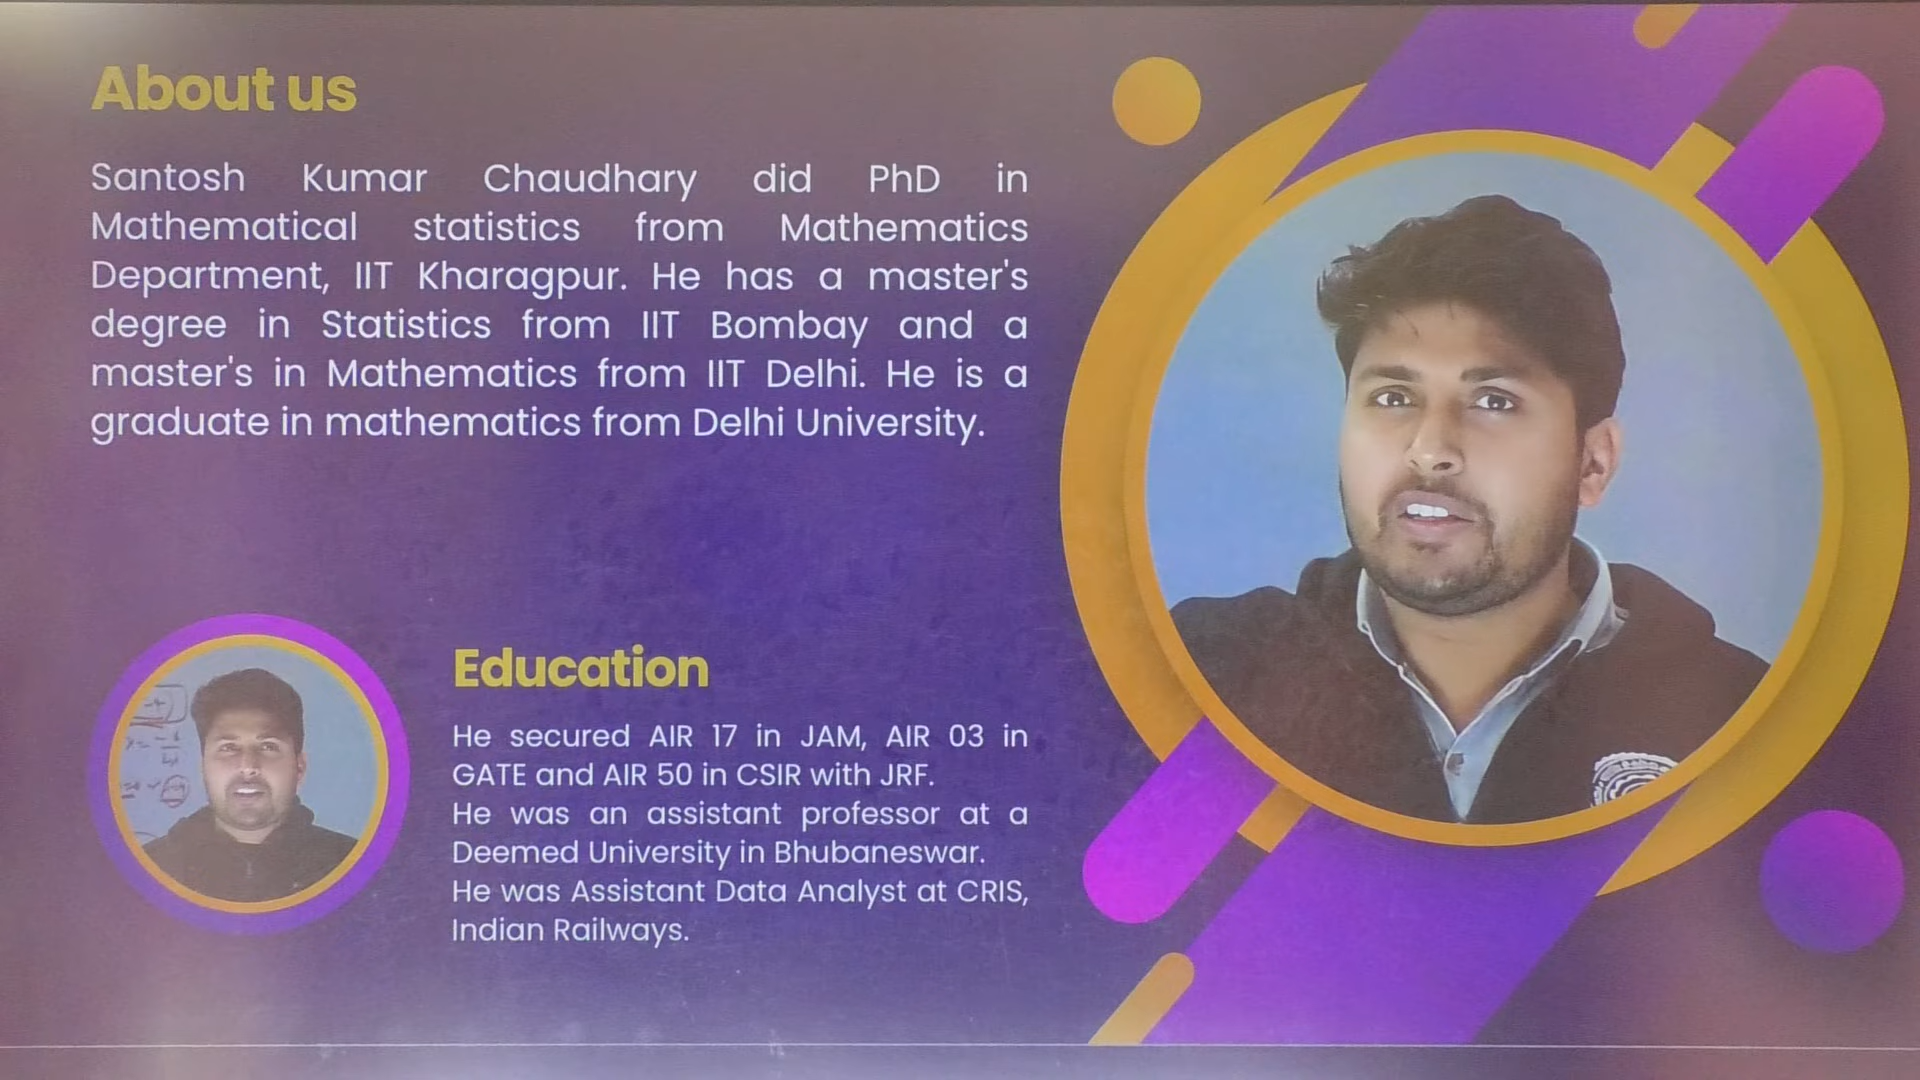 About us
Santosh Kumar Chaudhary did PhD in
Mathematical statistics from Mathematics
Department, IIT Kharagpur. He has a master's
degree in Statistics from IIT Bombay and a
master's in Mathematics from IIT Delhi. He is a
graduate in mathematics from Delhi University.
Education
He secured AIR 17 in JAM, AIR 03 in
GATE and AIR 50 in CSIR with JRF.
He was an assistant professor at a
Deemed University in Bhubaneswar.
He was Assistant Data Analyst at CRIS,
Indian Railways.